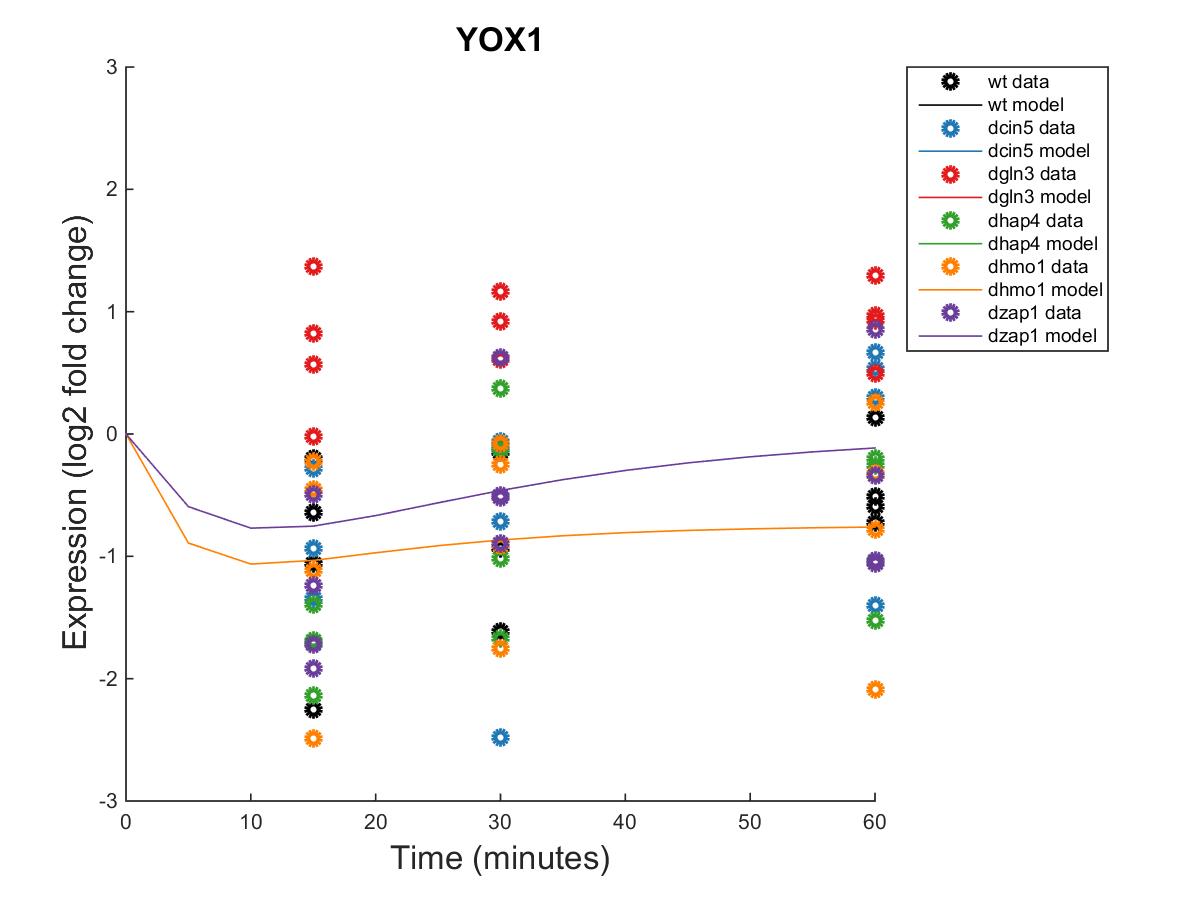 YOX1
3
2
1
0
-1
-2
-3
Expression (log2 fold change)
0 10 20 30 40 50 60
Time (minutes)
wt data
wt model
dcin5 data
dcin5 model
dgln3 data
dgln3 model
dhap4 data
dhap4 model
dhmo1 data
dhmo1 model
dzap1 data
dzap1 model